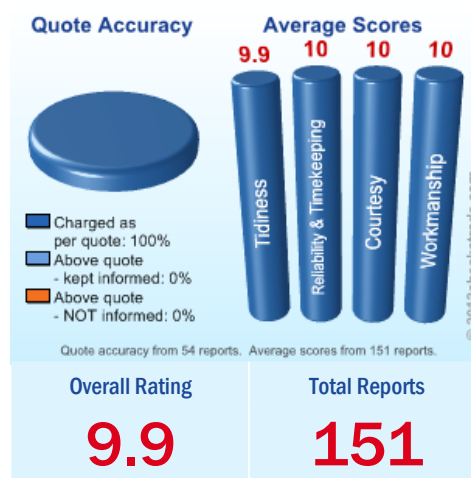 Quote Accuracy
Average Scores
9.9
10
10
10
Tidiness
Reliability & Timekeeping
Courtesy
Workmanship
Charged as
per quote: 100%
Above quote
- kept informed: 0%
Above quote
- NOT informed: 0%
Quote accuracy from 54 reports. Average scores from 151 reports.
Overall Rating
Total Reports
9.9
151